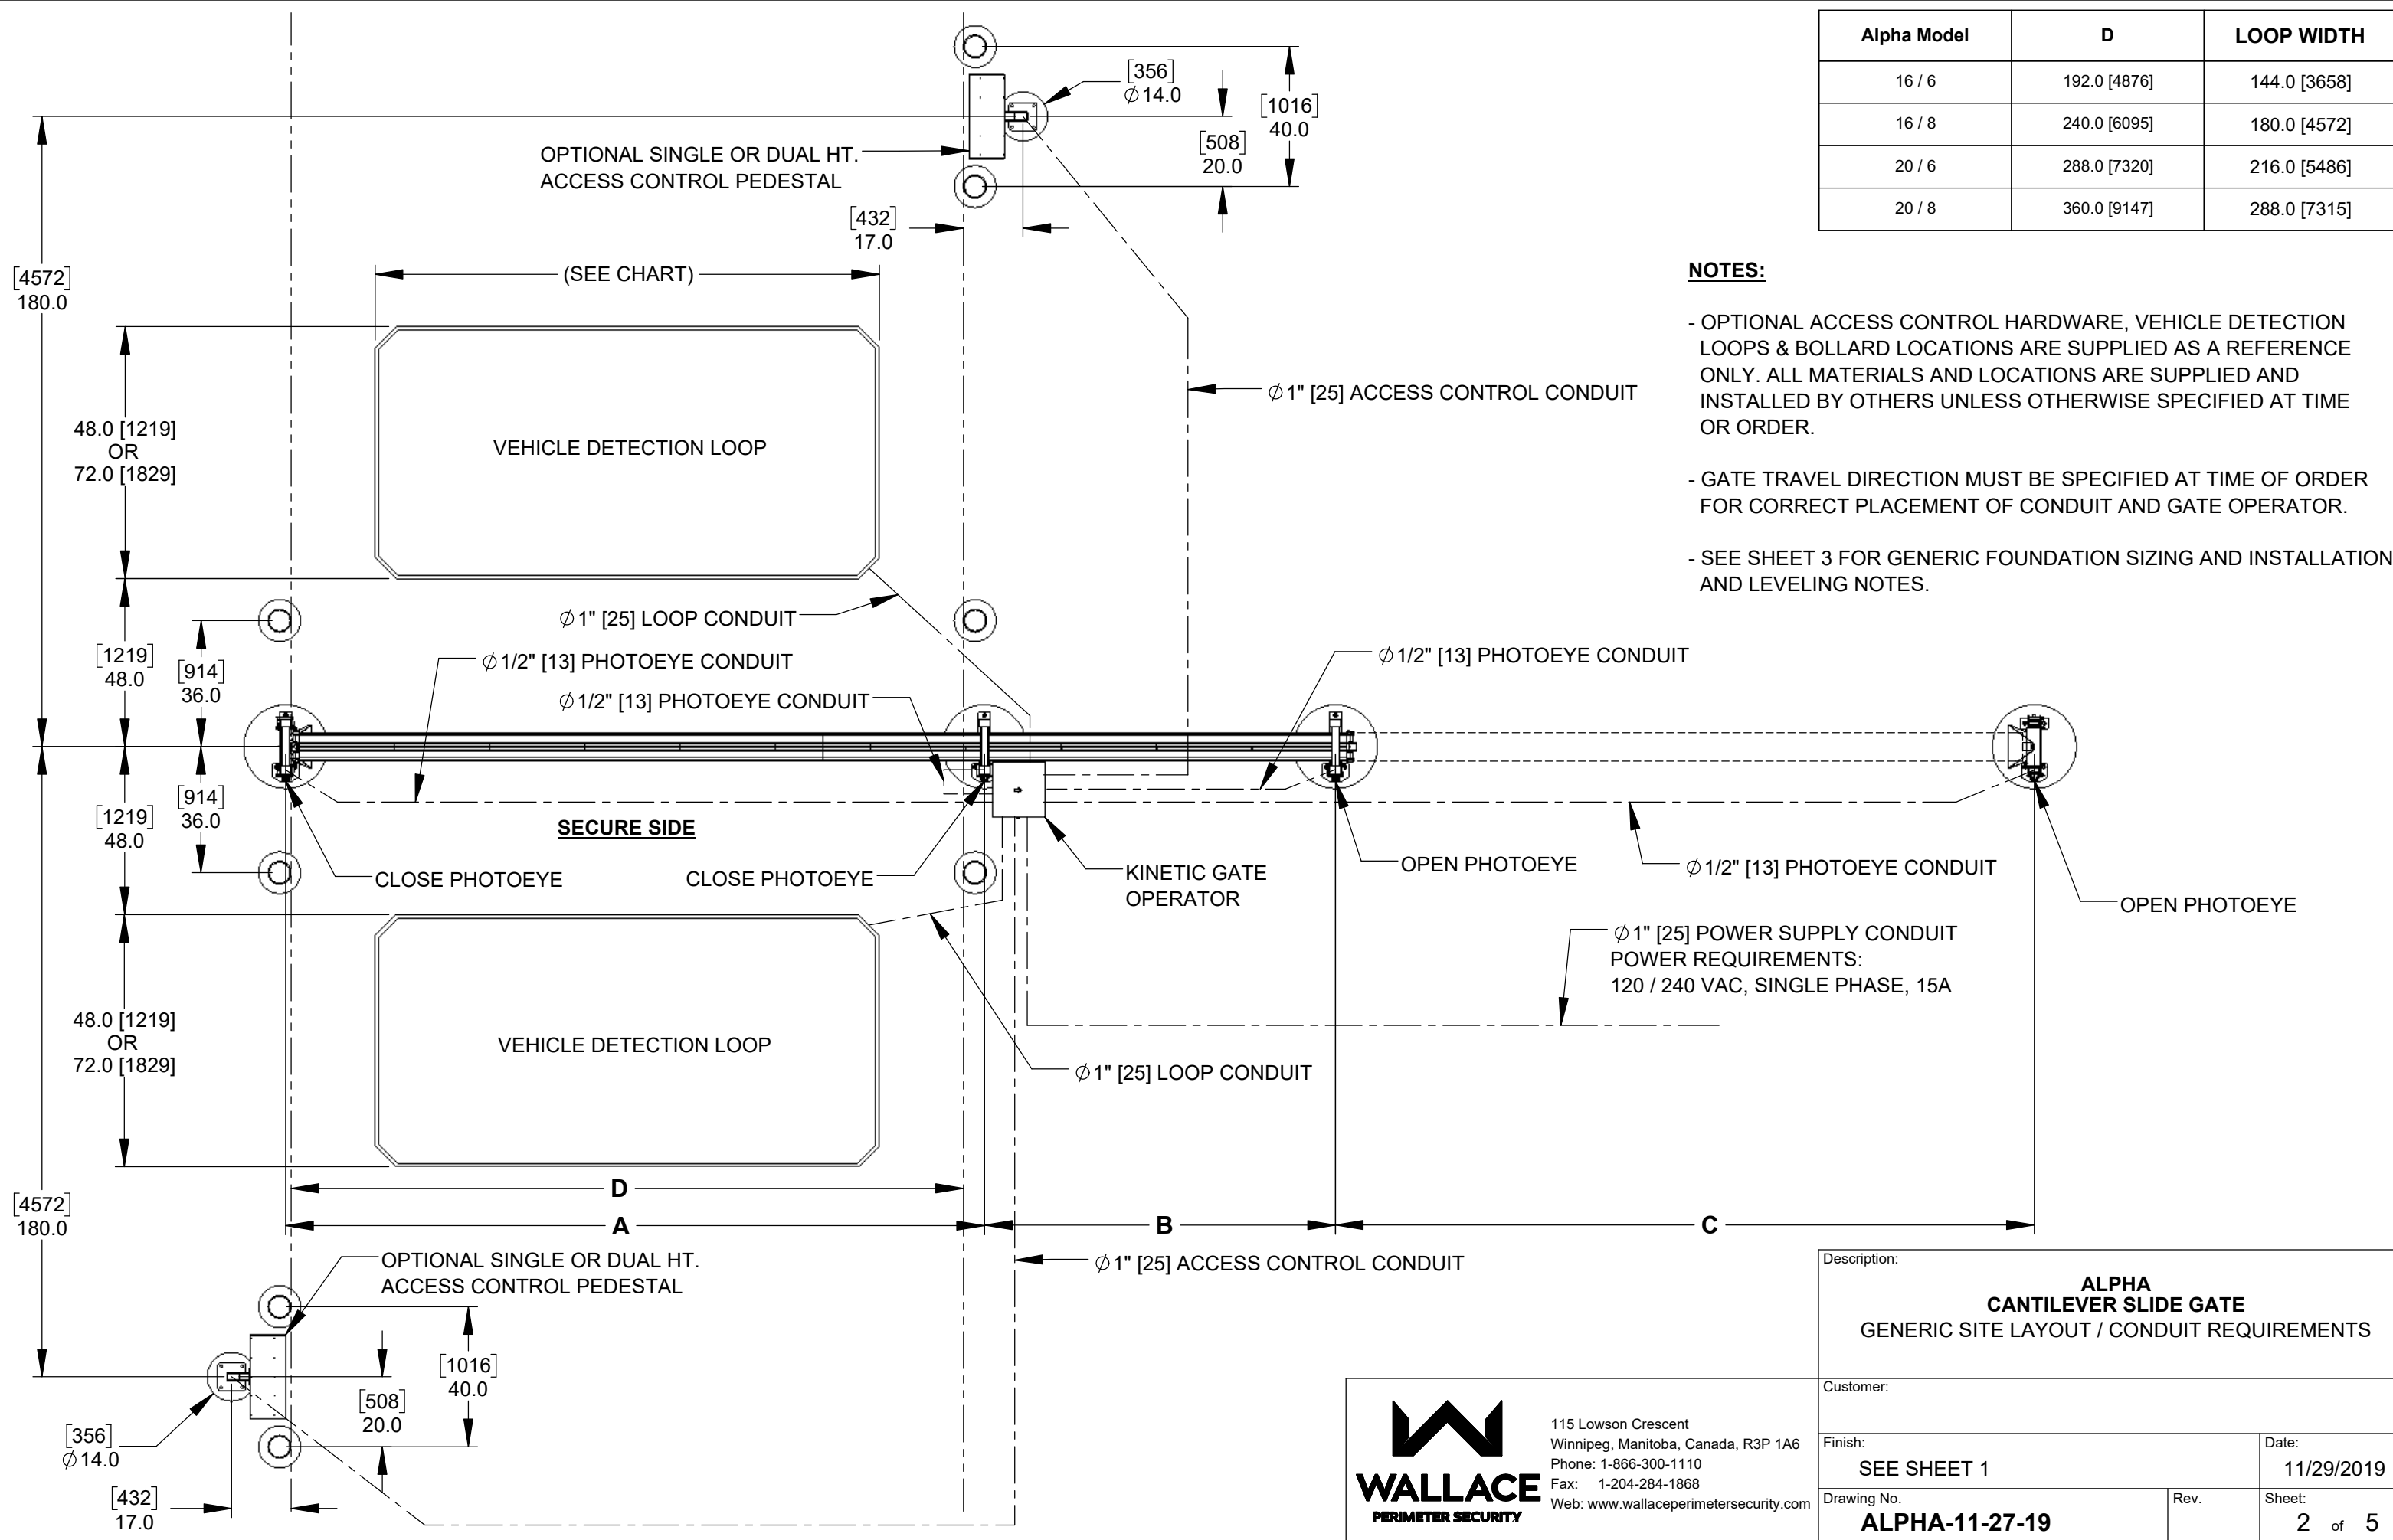 Alpha Model D LOOP WIDTH
16 / 6 192.0 [4876] 144.0 [3658]
16 / 8 240.0 [6095] 180.0 [4572]
20 / 6 288.0 [7320] 216.0 [5486]
20 / 8 360.0 [9147] 288.0 [7315]
NOTES:
- OPTIONAL ACCESS CONTROL HARDWARE, VEHICLE DETECTION
LOOPS & BOLLARD LOCATIONS ARE SUPPLIED AS A REFERENCE
ONLY. ALL MATERIALS AND LOCATIONS ARE SUPPLIED AND
INSTALLED BY OTHERS UNLESS OTHERWISE SPECIFIED AT TIME
OR ORDER.
- GATE TRAVEL DIRECTION MUST BE SPECIFIED AT TIME OF ORDER
FOR CORRECT PLACEMENT OF CONDUIT AND GATE OPERATOR.
- SEE SHEET 3 FOR GENERIC FOUNDATION SIZING AND INSTALLATION
AND LEVELING NOTES.
[356]
∅14.0
[1016]
40.0
[508]
20.0
OPTIONAL SINGLE OR DUAL HT.
ACCESS CONTROL PEDESTAL
[432]
17.0
[4572]
180.0
(SEE CHART)
48.0 [1219]
OR
72.0 [1829]
VEHICLE DETECTION LOOP
∅1" [25] ACCESS CONTROL CONDUIT
∅1" [25] LOOP CONDUIT
[1219]
48.0
[914]
36.0
∅1/2" [13] PHOTOEYE CONDUIT
∅1/2" [13] PHOTOEYE CONDUIT
∅1/2" [13] PHOTOEYE CONDUIT
[1219]
48.0
[914]
36.0
SECURE SIDE
CLOSE PHOTOEYE
CLOSE PHOTOEYE
KINETIC GATE
OPERATOR
OPEN PHOTOEYE
∅1/2" [13] PHOTOEYE CONDUIT
OPEN PHOTOEYE
∅1" [25] POWER SUPPLY CONDUIT
POWER REQUIREMENTS:
120 / 240 VAC, SINGLE PHASE, 15A
48.0 [1219]
OR
72.0 [1829]
VEHICLE DETECTION LOOP
∅1" [25] LOOP CONDUIT
[4572]
180.0
D
A
B
C
OPTIONAL SINGLE OR DUAL HT.
ACCESS CONTROL PEDESTAL
∅1" [25] ACCESS CONTROL CONDUIT
[1016]
40.0
[508]
20.0
[356]
∅14.0
[432]
17.0
WALLACE
PERIMETER SECURITY
115 Lowson Crescent
Winnipeg, Manitoba, Canada, R3P 1A6
Phone: 1-866-300-1110
Fax: 1-204-284-1868
Web: www.wallaceperimetersecurity.com
Description:
ALPHA
CANTILEVER SLIDE GATE
GENERIC SITE LAYOUT / CONDUIT REQUIREMENTS
Customer:
Finish:
SEE SHEET 1
Date:
11/29/2019
Drawing No.
ALPHA-11-27-19
Rev.
Sheet:
2 of 5